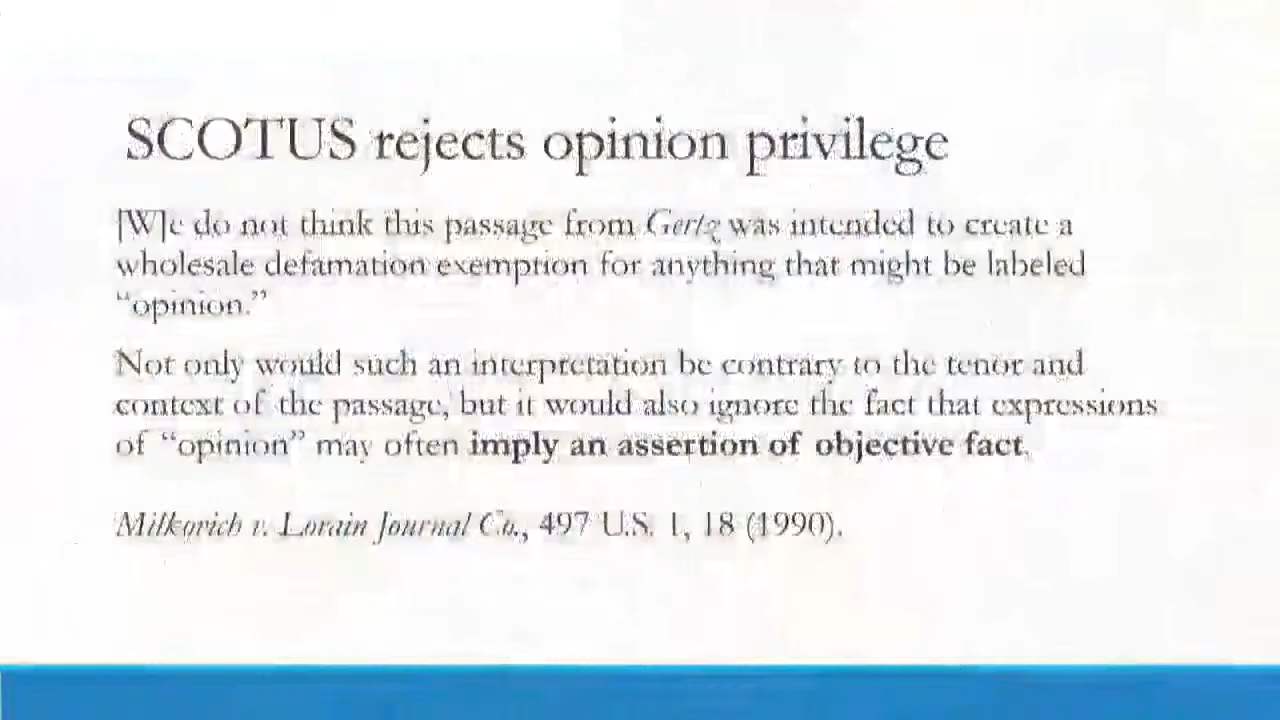 SCOTUS rejects opinion privilege
[W]e do not think this passage from Gertz was intended to create a
wholesale defamation exemption for anything that might be labeled
“opinion.”
Not only would such an interpretation be contrary to the tenor and
context of the passage, but it would also ignore the fact that expressions
of “opinion” may often imply an assertion of objective fact.
Milkovich v. Lorain Journal Co., 497 U.S. 1, 18 (1990).